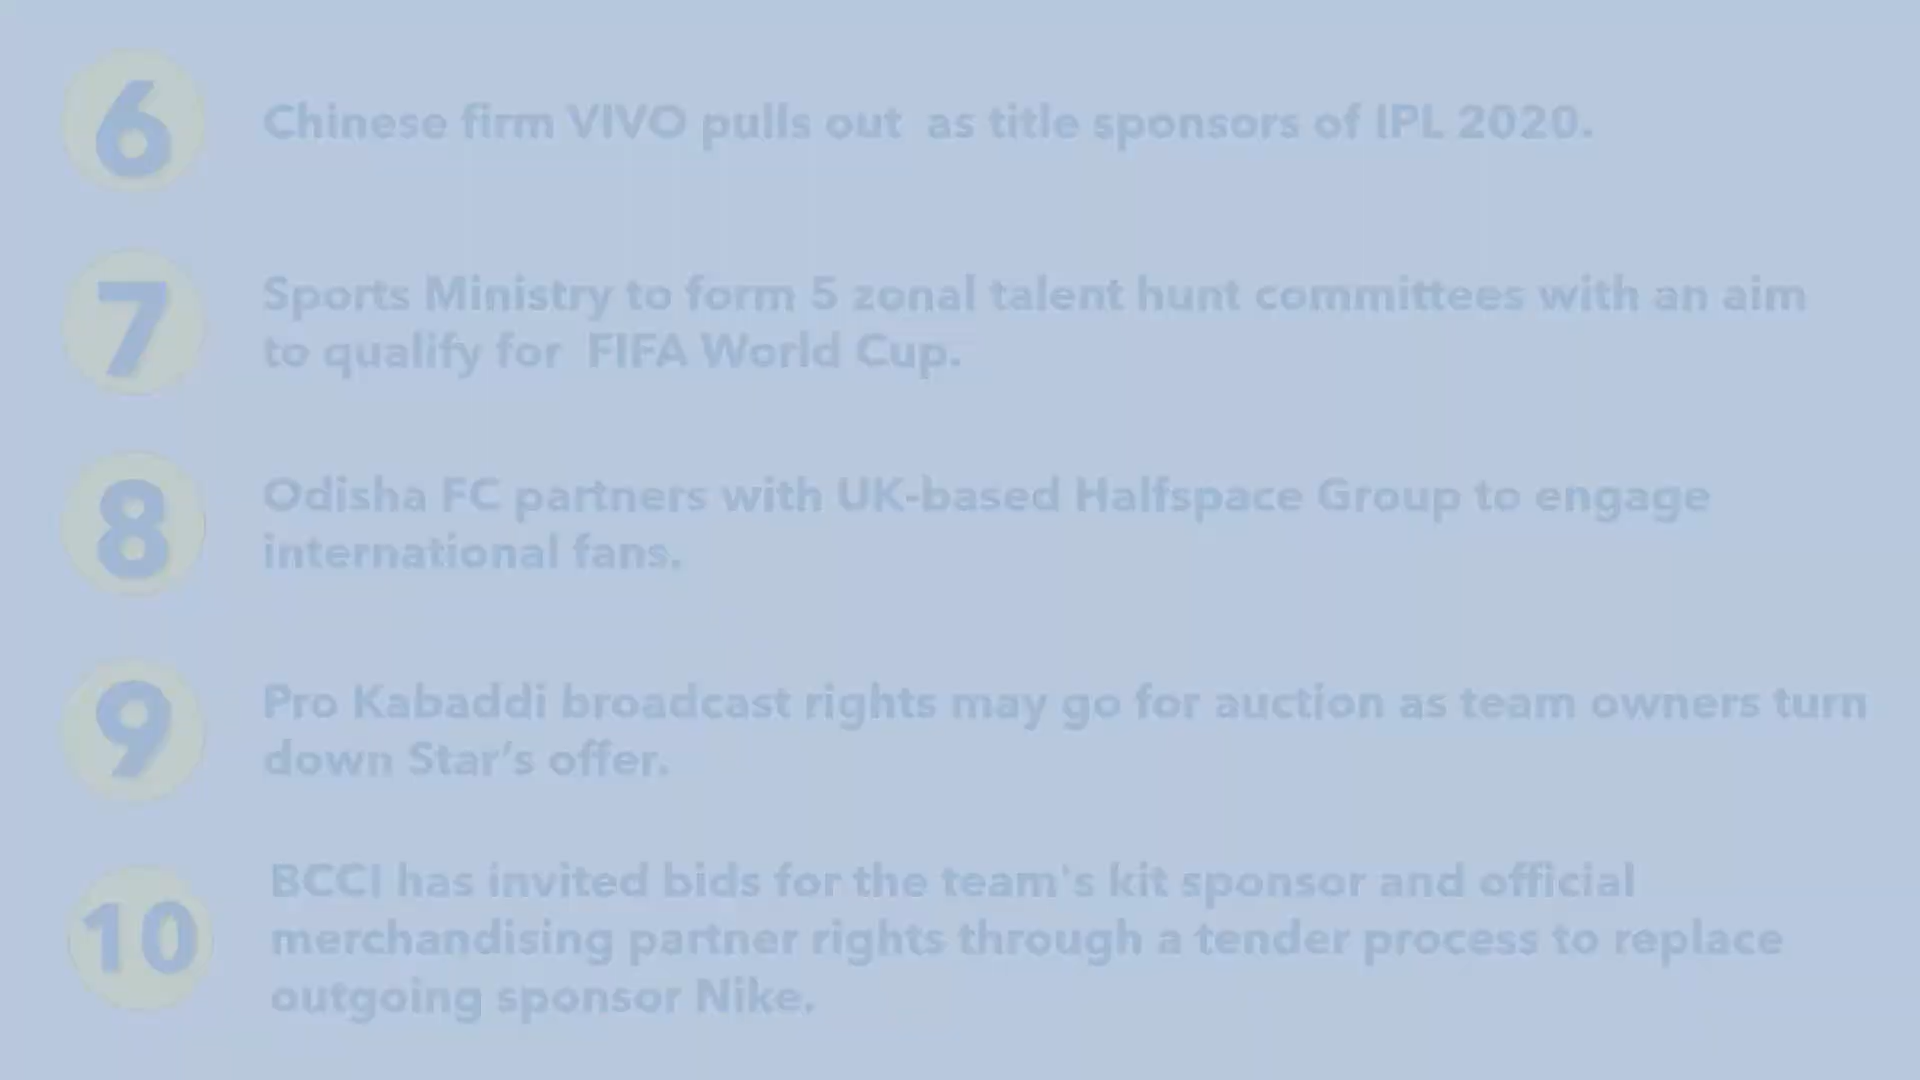 6
Chinese firm VIVO pulls out as title sponsors of IPL 2020.
7
Sports Ministry to form 5 zonal talent hunt committees with an aim
to qualify for FIFA World Cup.
8
Odisha FC partners with UK-based Halfspace Group to engage
international fans.
9
Pro Kabaddi broadcast rights may go for auction as team owners turn
down Star’s offer.
10
BCCI has invited bids for the team's kit sponsor and official
merchandising partner rights through a tender process to replace
outgoing sponsor Nike.